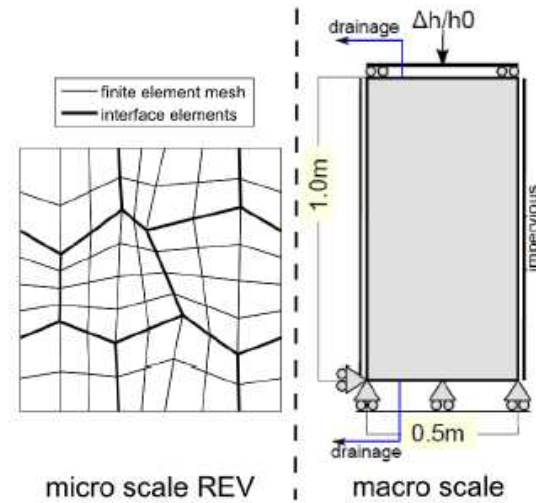 finite element mesh
interface elements
micro scale REV
drainage
Δh/h0
1.0m
impervious
0.5m
drainage
macro scale